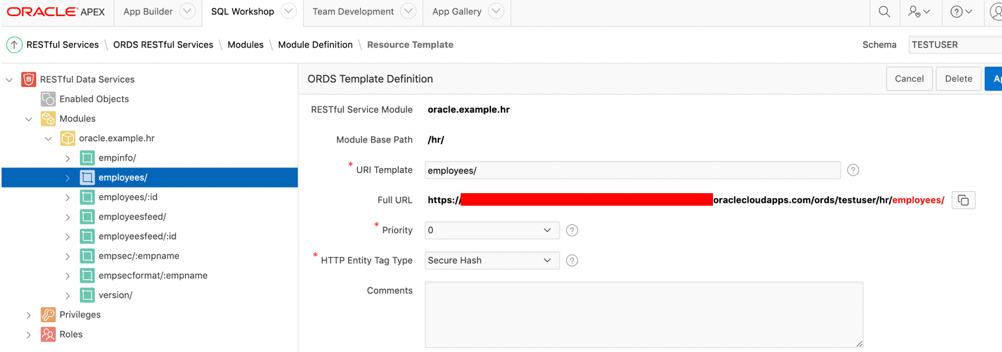 ORACLE APEX App Builder SQL Workshop Team Development App Gallery
RESTful Services \ ORDS RESTful Services \ Modules \ Module Definition \ Resource Template Schema TESTUSER
RESTful Data Services
Enabled Objects
Modules
oracle.example.hr
empinfo/
employees/
employees/:id
employeesfeed/
employeesfeed/:id
empsec/:empname
empsecformat/:empname
version/
Privileges
Roles
ORDS Template Definition Cancel Delete Ap
RESTful Service Module oracle.example.hr
Module Base Path /hr/
* URI Template employees/ ?
Full URL https:// oraclecloudapps.com/ords/testuser/hr/employees/
* Priority 0 ?
* HTTP Entity Tag Type Secure Hash ?
Comments